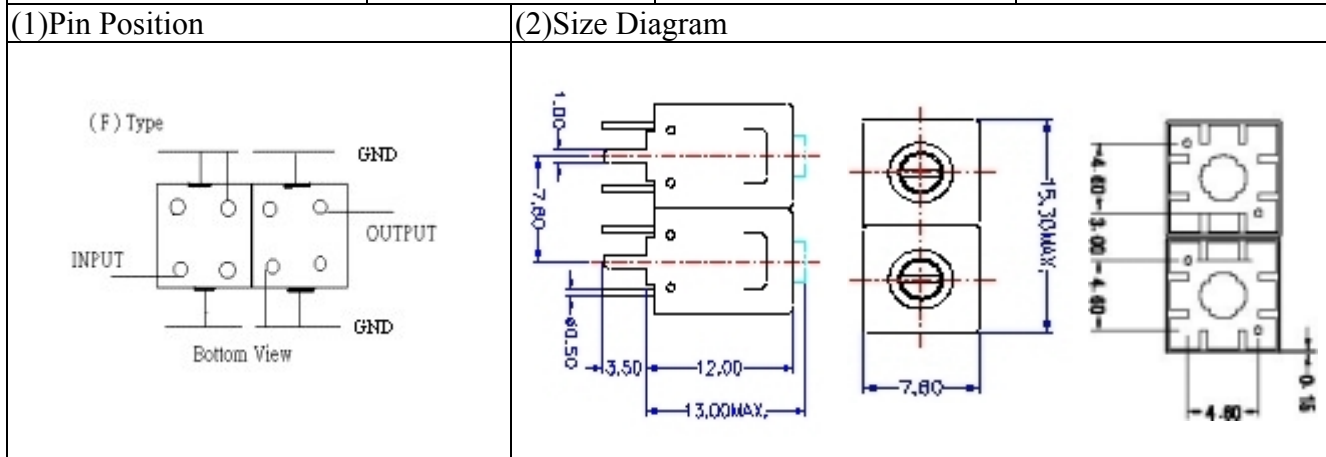 (1)Pin Position
(2)Size Diagram
(F) Type
GND
OUTPUT
INPUT
GND
Bottom View
1.00
7.60
ø0.50
3.50
12.00
13.00MAX.
15.30MAX.
7.60
4.60
3.00
4.60
4.60
0.15